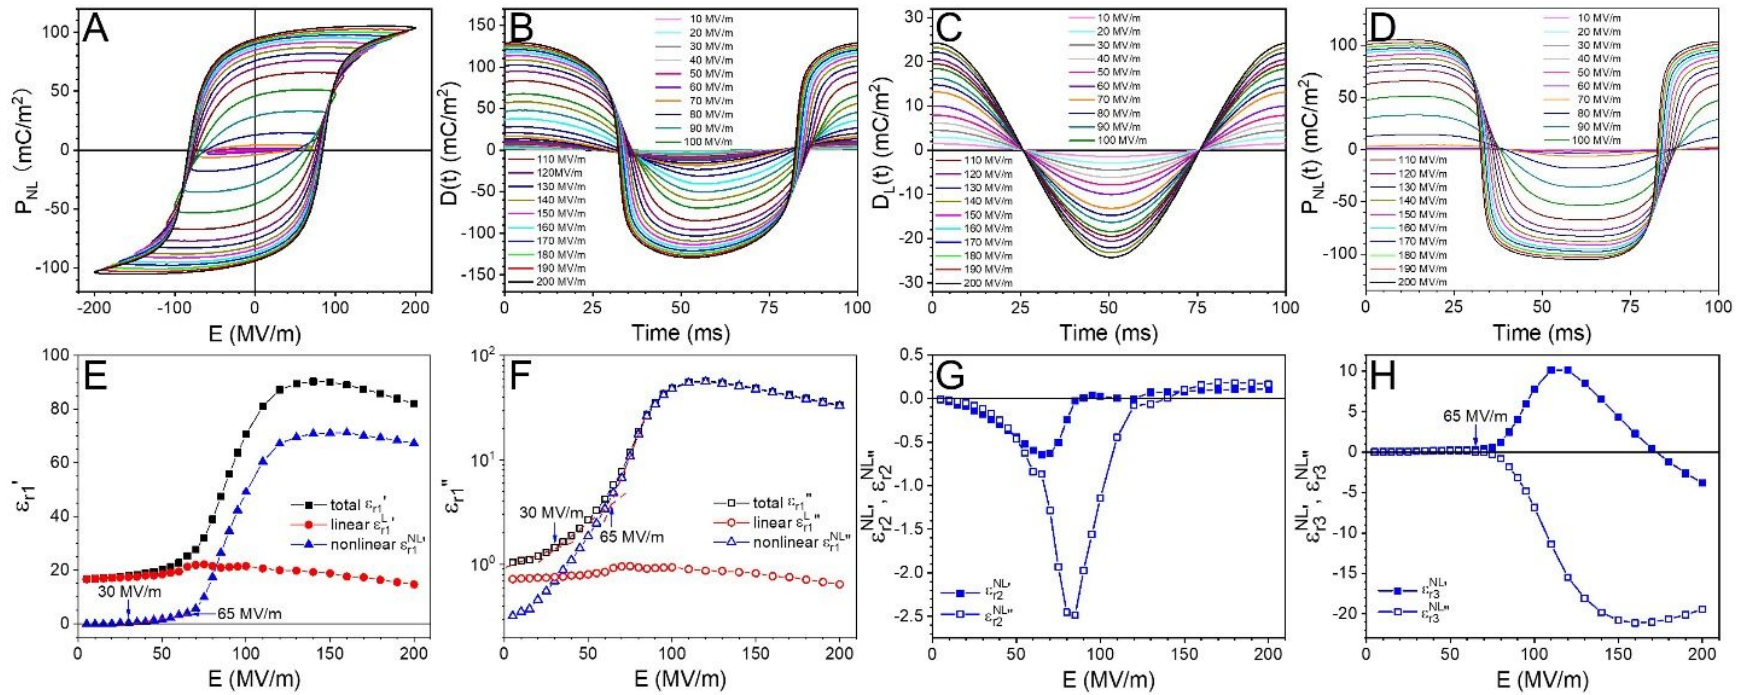 A
P_NL (mC/m²)
100
50
0
-50
-100
-200
-100
0
100
200
E (MV/m)
B
D(t) (mC/m²)
150
100
50
0
-50
-100
-150
10 MV/m
20 MV/m
30 MV/m
40 MV/m
50 MV/m
60 MV/m
70 MV/m
80 MV/m
90 MV/m
100 MV/m
110 MV/m
120MV/m
130 MV/m
140 MV/m
150 MV/m
160 MV/m
170 MV/m
180 MV/m
190 MV/m
200 MV/m
0
25
50
75
100
Time (ms)
C
D_L(t) (mC/m²)
30
20
10
0
-10
-20
-30
10 MV/m
20 MV/m
30 MV/m
40 MV/m
50 MV/m
60 MV/m
70 MV/m
80 MV/m
90 MV/m
100 MV/m
110 MV/m
120 MV/m
130 MV/m
140 MV/m
150 MV/m
160 MV/m
170 MV/m
180 MV/m
190 MV/m
200 MV/m
0
25
50
75
100
Time (ms)
D
P_NL(t) (mC/m²)
100
50
0
-50
-100
10 MV/m
20 MV/m
30 MV/m
40 MV/m
50 MV/m
60 MV/m
70 MV/m
80 MV/m
90 MV/m
100 MV/m
110 MV/m
120 MV/m
130 MV/m
140 MV/m
150 MV/m
160 MV/m
170 MV/m
180 MV/m
190 MV/m
200 MV/m
0
25
50
75
100
Time (ms)
E
ε_r1'
100
80
60
40
20
0
total ε_r1'
linear ε_r1^L'
nonlinear ε_r1^NL'
30 MV/m
65 MV/m
0
50
100
150
200
E (MV/m)
F
ε_r1"
10²
10¹
10⁰
30 MV/m
65 MV/m
total ε_r1"
linear ε_r1^L"
nonlinear ε_r1^NL"
0
50
100
150
200
E (MV/m)
G
ε_r2^NL', ε_r2^NL"
0.5
0.0
-0.5
-1.0
-1.5
-2.0
-2.5
ε_r2^NL'
ε_r2^NL"
0
50
100
150
200
E (MV/m)
H
ε_r3^NL', ε_r3^NL"
10
5
0
-5
-10
-15
-20
65 MV/m
ε_r3^NL'
ε_r3^NL"
0
50
100
150
200
E (MV/m)